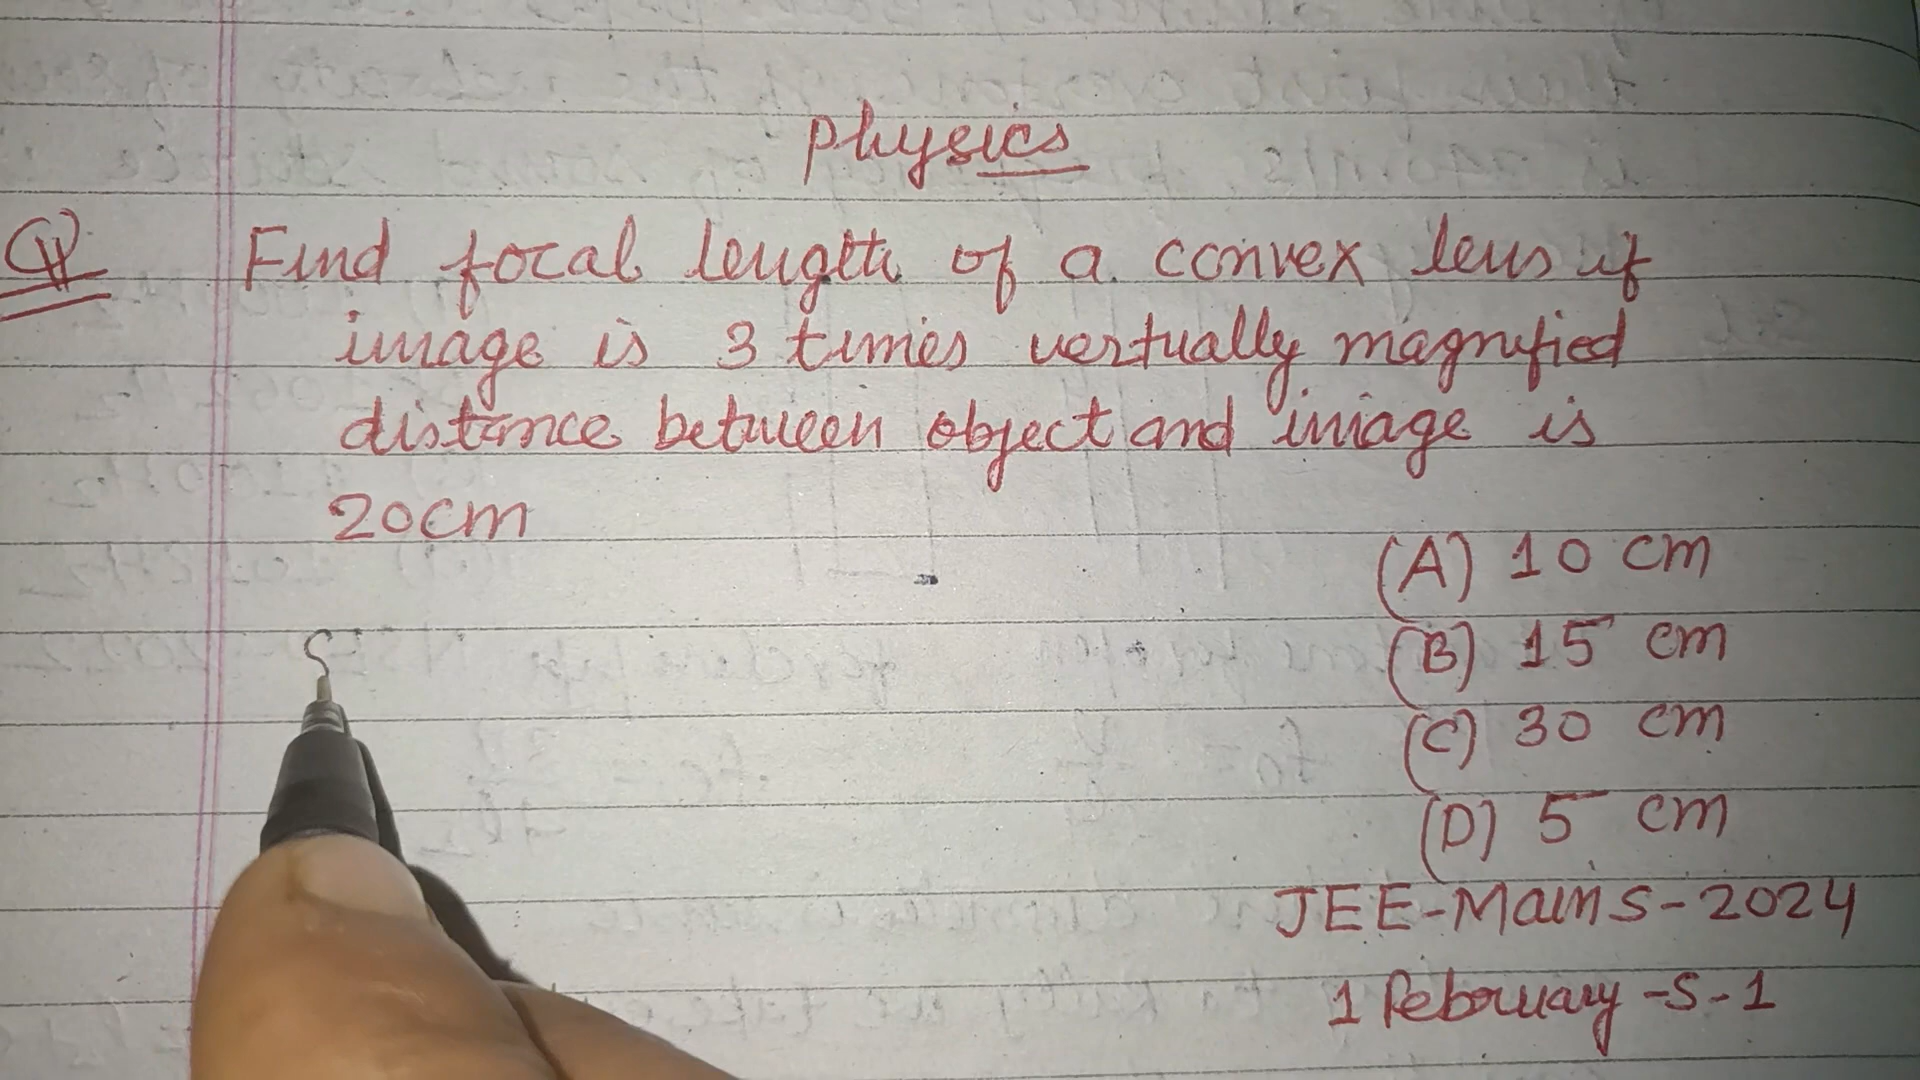 Physics
Q Find focal length of a convex lens if
image is 3 times vertually magnified
distance between object and image is
20cm
(A) 10 cm
(B) 15 cm
(C) 30 cm
(D) 5 cm
JEE-Mains-2024
1 Feboruary-S-1
S